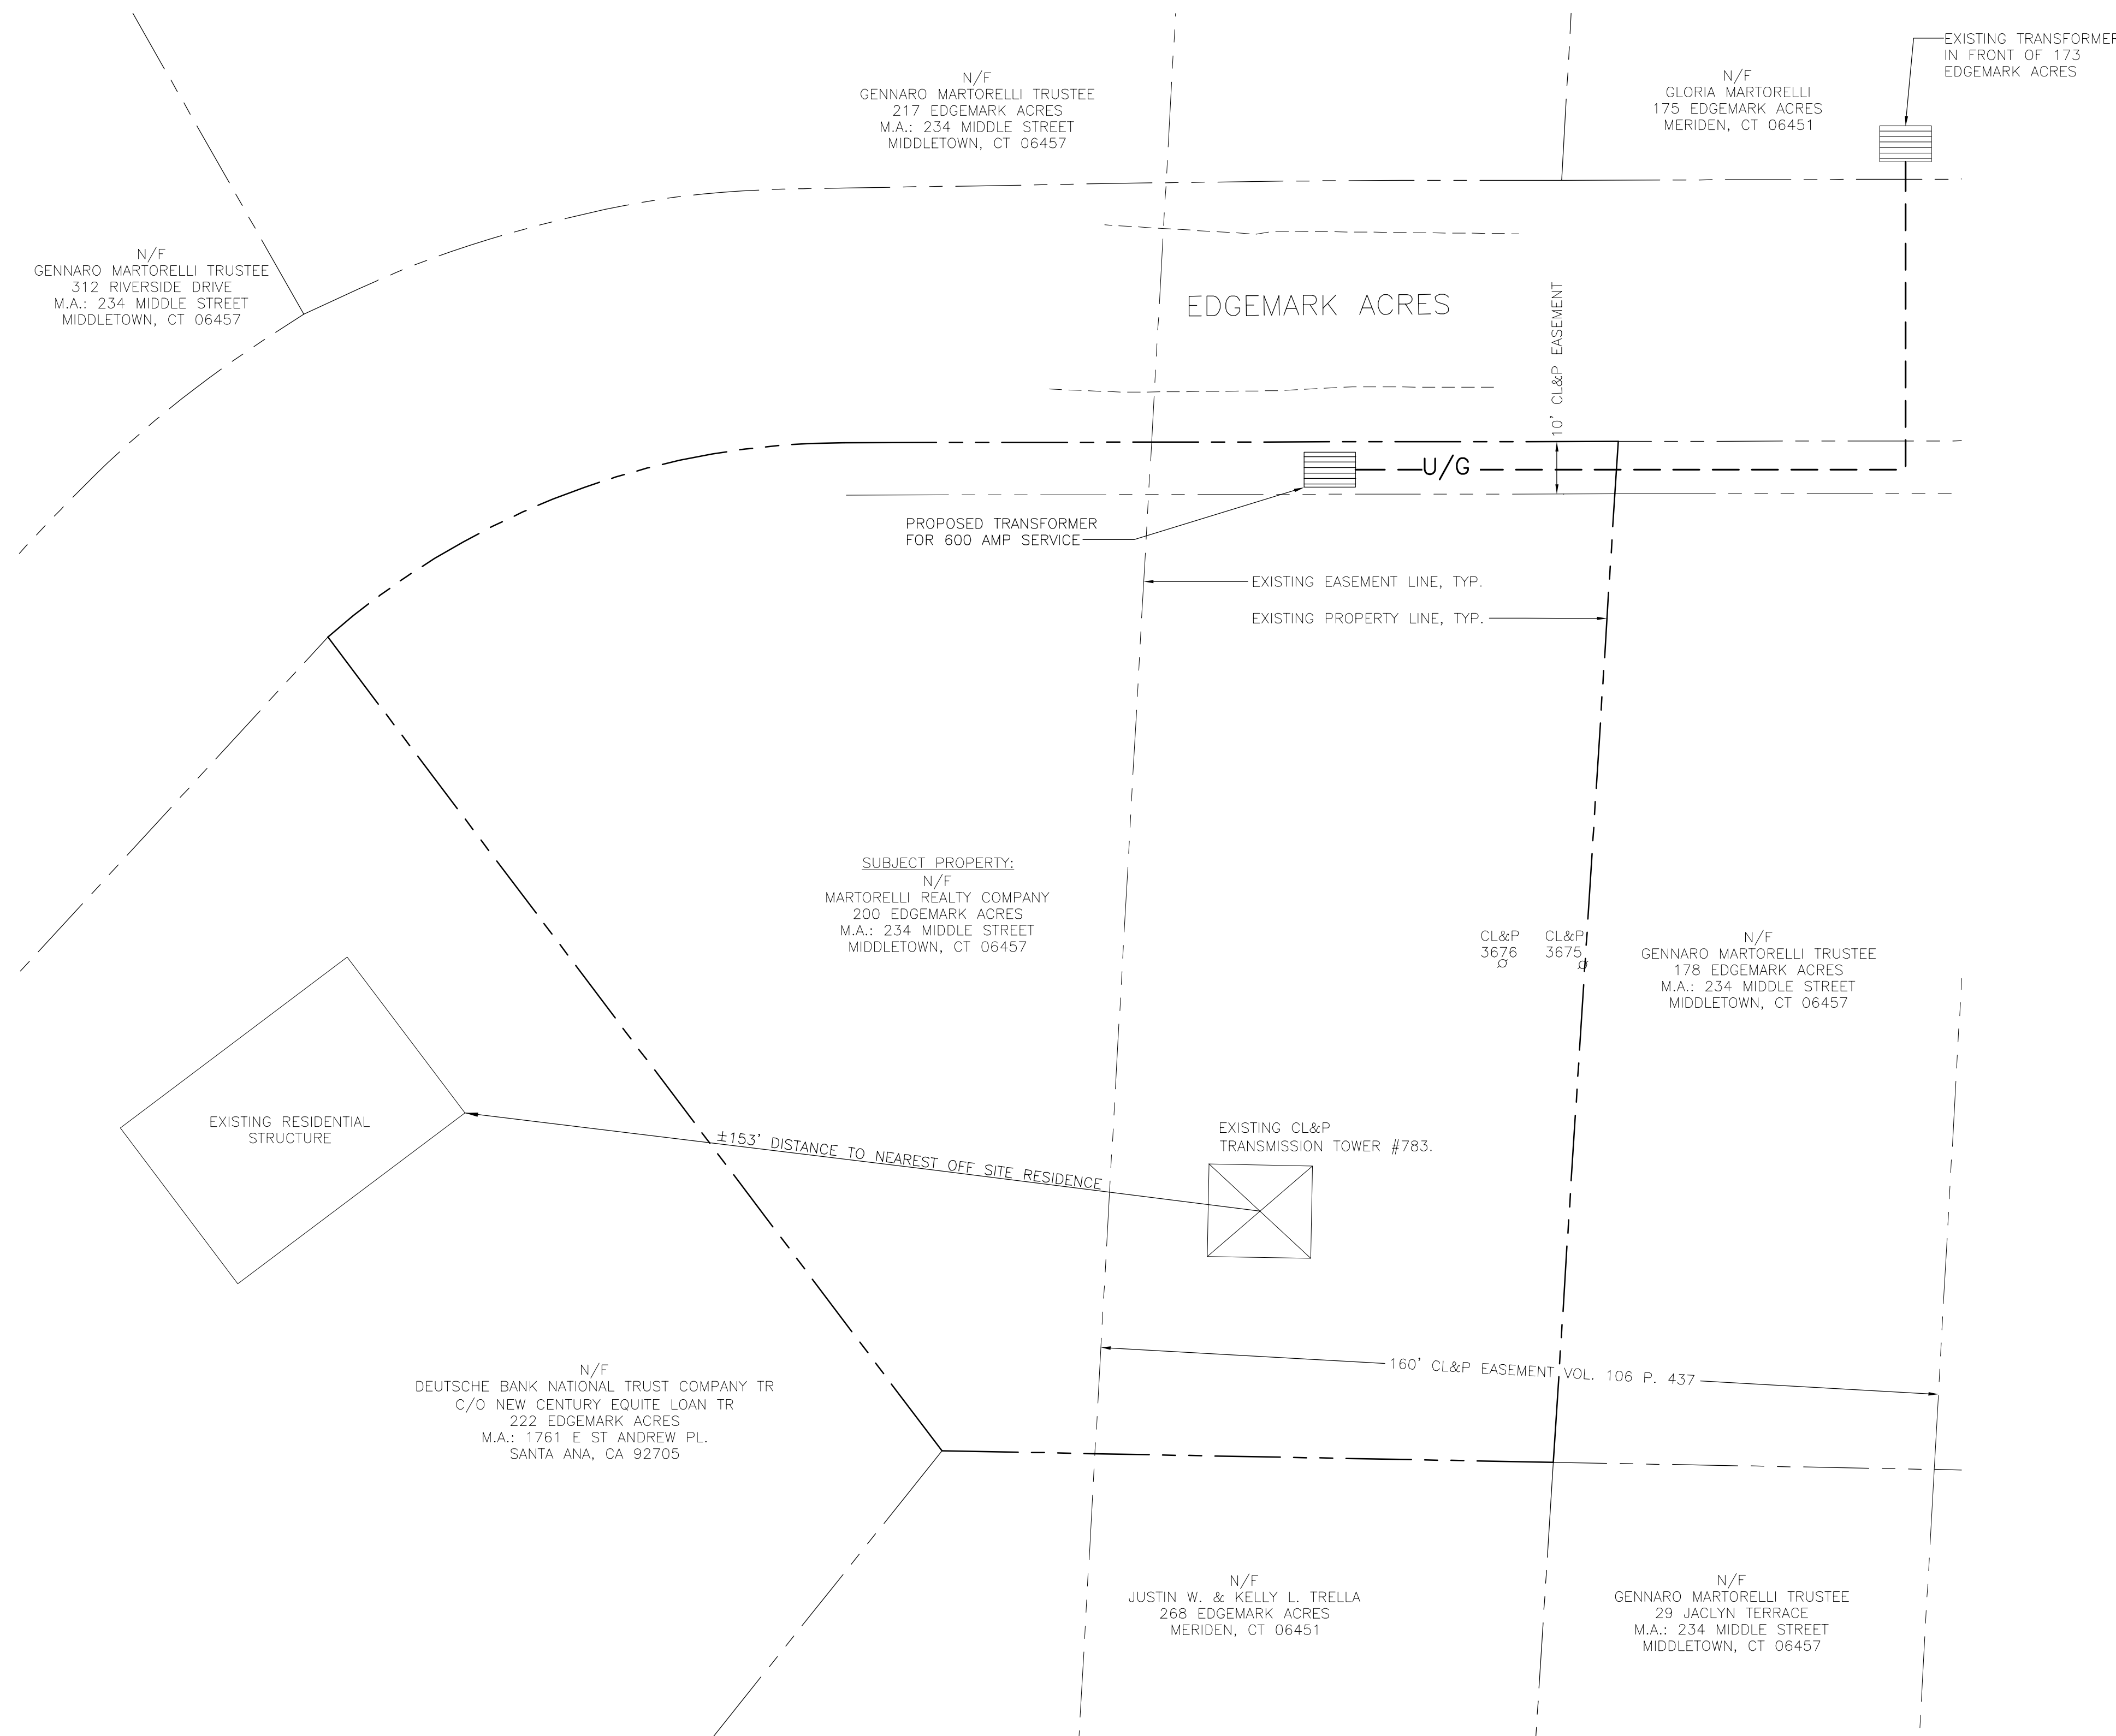 EXISTING TRANSFORMER
IN FRONT OF 173
EDGEMARK ACRES
N/F
GENNARO MARTORELLI TRUSTEE
217 EDGEMARK ACRES
M.A.: 234 MIDDLE STREET
MIDDLETOWN, CT 06457
N/F
GLORIA MARTORELLI
175 EDGEMARK ACRES
MERIDEN, CT 06451
N/F
GENNARO MARTORELLI TRUSTEE
312 RIVERSIDE DRIVE
M.A.: 234 MIDDLE STREET
MIDDLETOWN, CT 06457
EDGEMARK ACRES
10' CL&P EASEMENT
U/G
PROPOSED TRANSFORMER
FOR 600 AMP SERVICE
EXISTING EASEMENT LINE, TYP.
EXISTING PROPERTY LINE, TYP.
SUBJECT PROPERTY:
N/F
MARTORELLI REALTY COMPANY
200 EDGEMARK ACRES
M.A.: 234 MIDDLE STREET
MIDDLETOWN, CT 06457
CL&P
3676
CL&P
3675
N/F
GENNARO MARTORELLI TRUSTEE
178 EDGEMARK ACRES
M.A.: 234 MIDDLE STREET
MIDDLETOWN, CT 06457
EXISTING RESIDENTIAL
STRUCTURE
±153' DISTANCE TO NEAREST OFF SITE RESIDENCE
EXISTING CL&P
TRANSMISSION TOWER #783.
160' CL&P EASEMENT VOL. 106 P. 437
N/F
DEUTSCHE BANK NATIONAL TRUST COMPANY TR
C/O NEW CENTURY EQUITE LOAN TR
222 EDGEMARK ACRES
M.A.: 1761 E ST ANDREW PL.
SANTA ANA, CA 92705
N/F
JUSTIN W. & KELLY L. TRELLA
268 EDGEMARK ACRES
MERIDEN, CT 06451
N/F
GENNARO MARTORELLI TRUSTEE
29 JACLYN TERRACE
M.A.: 234 MIDDLE STREET
MIDDLETOWN, CT 06457